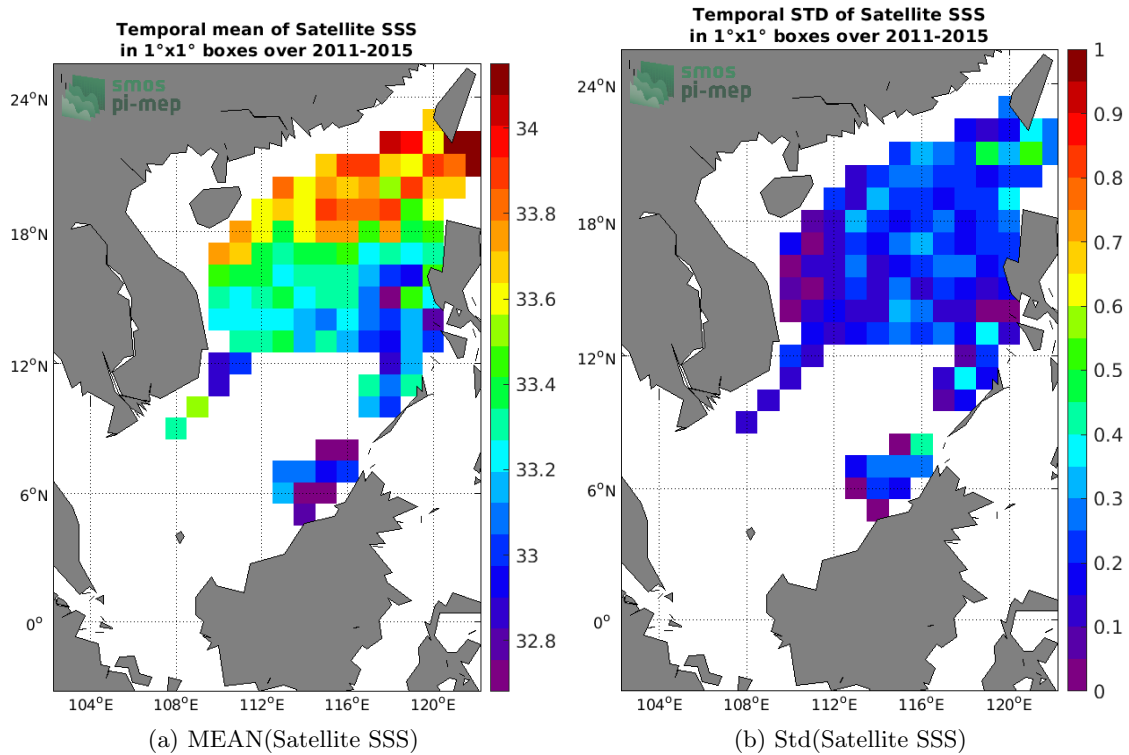 Temporal mean of Satellite SSS
in 1°x1° boxes over 2011-2015
smos
pi-mep
24°N
18°N
12°N
6°N
0°
104°E
108°E
112°E
116°E
120°E
34
33.8
33.6
33.4
33.2
33
32.8
(a) MEAN(Satellite SSS)
Temporal STD of Satellite SSS
in 1°x1° boxes over 2011-2015
smos
pi-mep
24°N
18°N
12°N
6°N
0°
104°E
108°E
112°E
116°E
120°E
1
0.9
0.8
0.7
0.6
0.5
0.4
0.3
0.2
0.1
0
(b) Std(Satellite SSS)